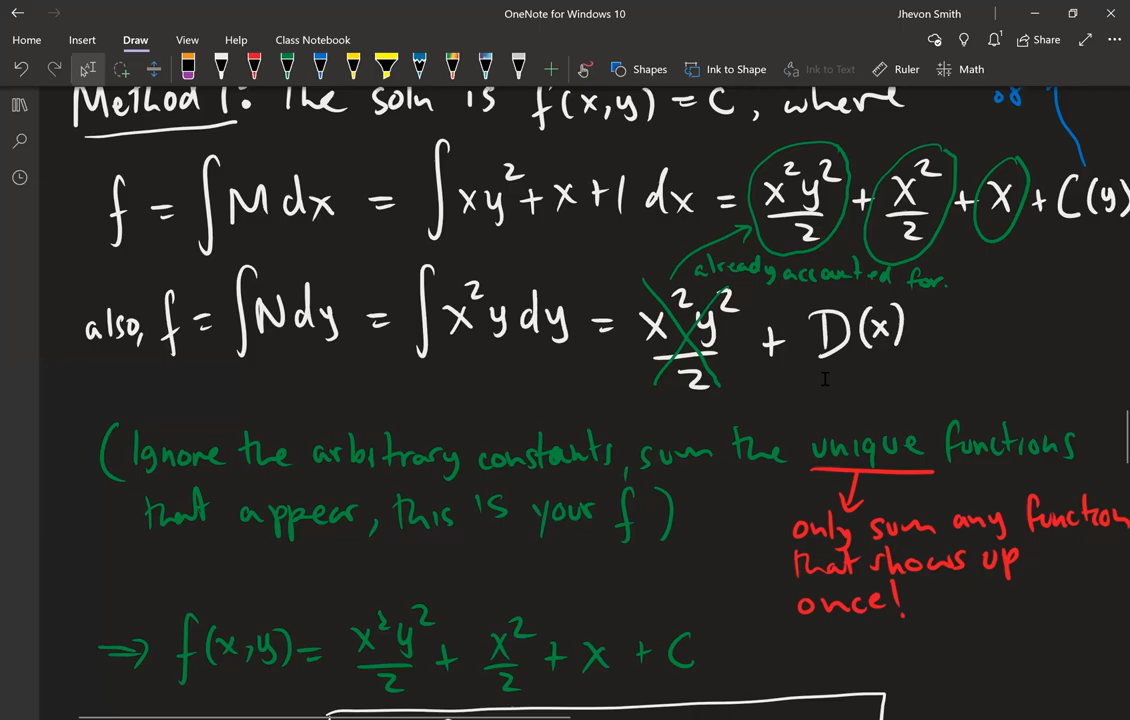 OneNote for Windows 10
Jhevon Smith
Home Insert Draw View Help Class Notebook
Share
Shapes Ink to Shape Ink to Text Ruler Math
Method 1: The soln is f(x,y) = C, where
f = ∫M dx = ∫xy² + x + 1 dx = x²y²/2 + x²/2 + x + C(y)
already accounted for.
also, f = ∫N dy = ∫x²y dy = x²y²/2 + D(x)
(Ignore the arbitrary constants, sum the unique functions
that appear, this is your f)
only sum any function
that shows up
once!
⇒ f(x,y) = x²y²/2 + x²/2 + x + C